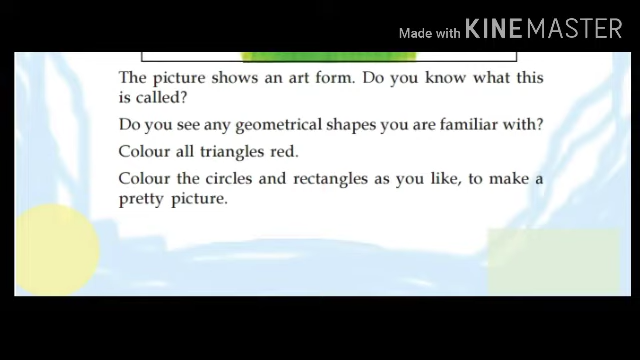 Made with KINEMASTER
The picture shows an art form. Do you know what this
is called?
Do you see any geometrical shapes you are familiar with?
Colour all triangles red.
Colour the circles and rectangles as you like, to make a
pretty picture.